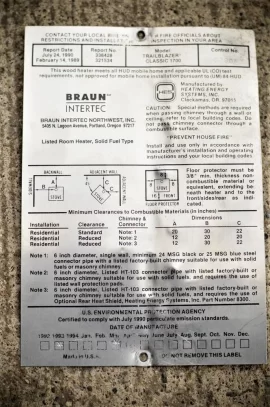 CONTACT YOUR LOCAL BUILDING OR FIRE OFFICIALS ABOUT
RESTRICTIONS AND INSTALLATION INSPECTION IN YOUR AREA
Report Date
July 24, 1990
February 14, 1989
Report No
Model
TRAILBLAZER
CLASSIC 1700
Control No.
This wood heater meets all HUD mobile home and applicable UL
requirements, not approved for mobile home installation pursuant to
BRAUN™
INTERTEC
BRAUN INTERTEC NORTHWEST, INC.
Portland, Oregon 97217
Listed Room Heater, Solid Fuel Type
Manufactured by
HEATING ENERGY
SYSTEMS, INC.
Clackamas, OR. 97011
CAUTION: Special methods are required
when passing chimney through a wall or
ceiling, refer to local building codes. Do
not pass chimney connector through a
combustible surface.
PREVENT HOUSE FIRE
Install and use only in accordance with
manufacturer's installation and operating
instructions and your local building codes.
BACKWALL
ADJACENT WALL
STOVE
FLOOR PROTECTOR
Floor protector must be
3/8" min. thickness non-
combustible material or
equivalent, extending beneath
heater and to the
front/sides/rear as indicated.
Minimum Clearances to Combustible Materials (in inches)
Installation Clearance Chimney & Connector Dimensions A B C
Residential Standard Note: 1 20 30 22
Residential Reduced Note: 2 12 20 22
Residential Reduced Note: 3 12 30 22
Note 1: 6 inch diameter, single wall, minimum 24 MSG black or 25 MSG blue steel
connector pipe with a listed factory-built chimney suitable for use with solid
fuels or masonry chimney.
Note 2: 6 inch diameter, Listed HT-103 connector pipe with listed factory-built or
masonry chimney suitable for use with solid fuels, and requires the use of
listed wall protection Pads.
Note 3: 6 inch diameter, Listed HT-103 connector pipe with listed factory-built or
masonry chimney suitable for use with solid fuels, and requires the use of
Optional Rear Heat Shield, Heating Energy Systems, Inc. Part Number 8300.
U.S. ENVIRONMENTAL PROTECTION AGENCY
Certified to comply with July 1990 particulate emission standards.
DATE OF MANUFACTURE
1992 1993 1994 Jan. Feb. Mar. Apr. May June July Aug. Sept. Oct. Nov. Dec.
Made in U.S.A.
DO NOT REMOVE THIS LABEL